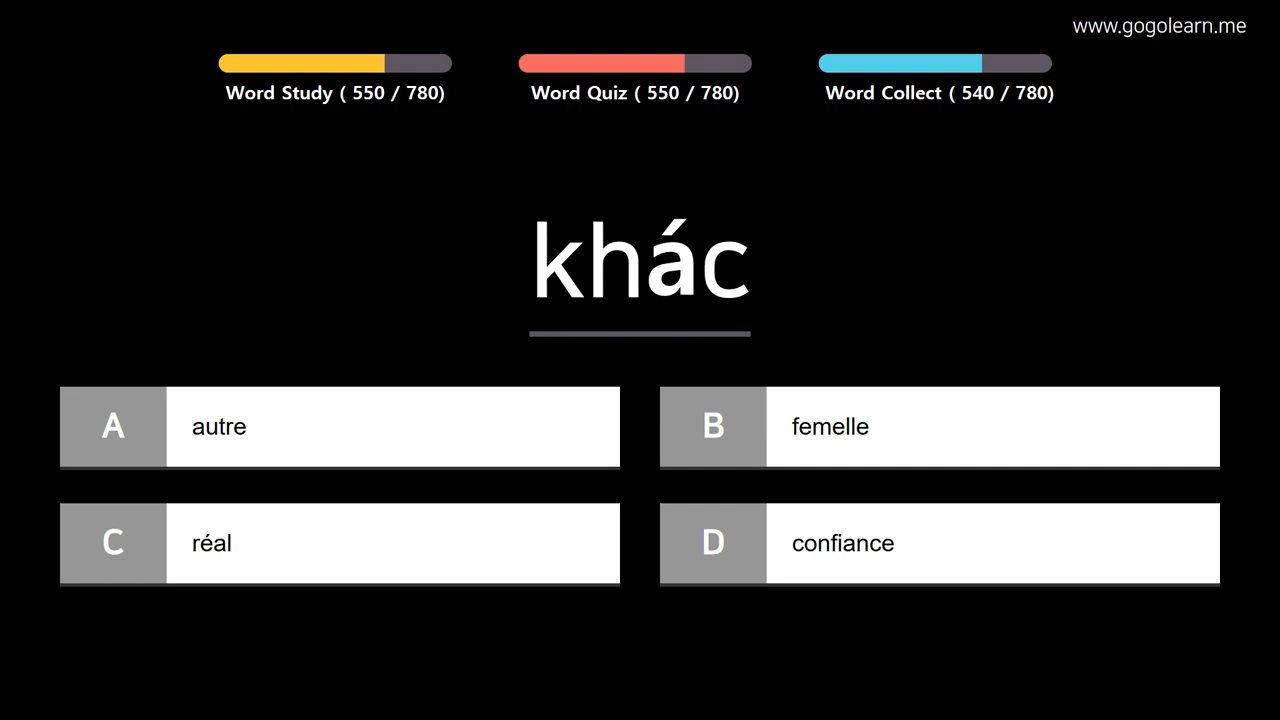 www.gogolearn.me
Word Study ( 550 / 780)
Word Quiz ( 550 / 780)
Word Collect ( 540 / 780)
khác
A autre
B femelle
C réal
D confiance